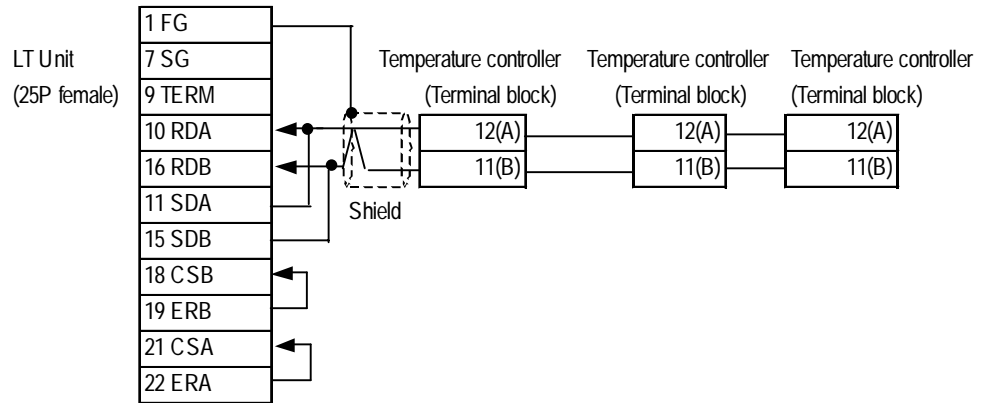 1 FG
LT Unit
7 SG
Temperature controller
Temperature controller
Temperature controller
(25P female)
9 TERM
(Terminal block)
(Terminal block)
(Terminal block)
10 RDA
12(A)
12(A)
12(A)
16 RDB
11(B)
11(B)
11(B)
11 SDA
Shield
15 SDB
18 CSB
19 ERB
21 CSA
22 ERA